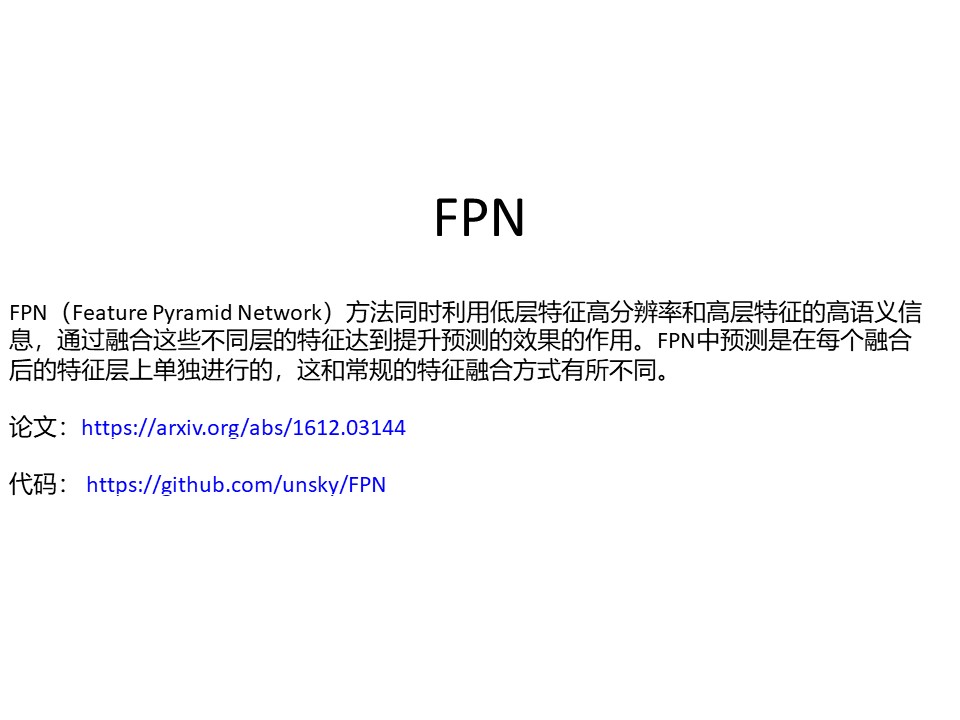 FPN
FPN（Feature Pyramid Network）方法同时利用低层特征高分辨率和高层特征的高语义信
息，通过融合这些不同层的特征达到提升预测的效果的作用。FPN中预测是在每个融合
后的特征层上单独进行的，这和常规的特征融合方式有所不同。
论文：https://arxiv.org/abs/1612.03144
代码： https://github.com/unsky/FPN